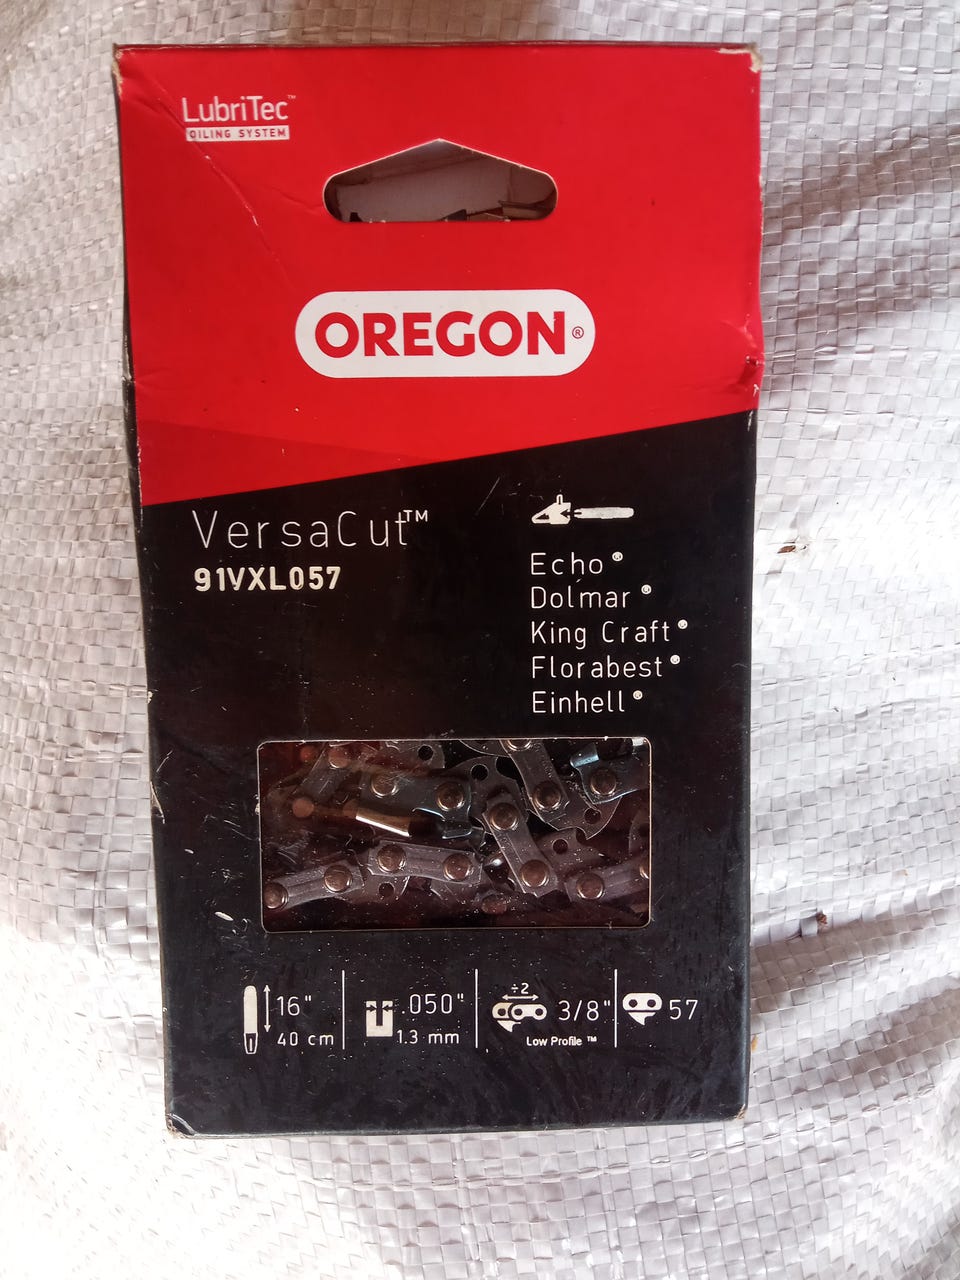 LubriTec™
OILING SYSTEM
OREGON®
VersaCut™
91VXL057
Echo®
Dolmar®
King Craft®
Florabest®
Einhell®
16"
40 cm
.050"
1.3 mm
÷2
3/8"
Low Profile™
57